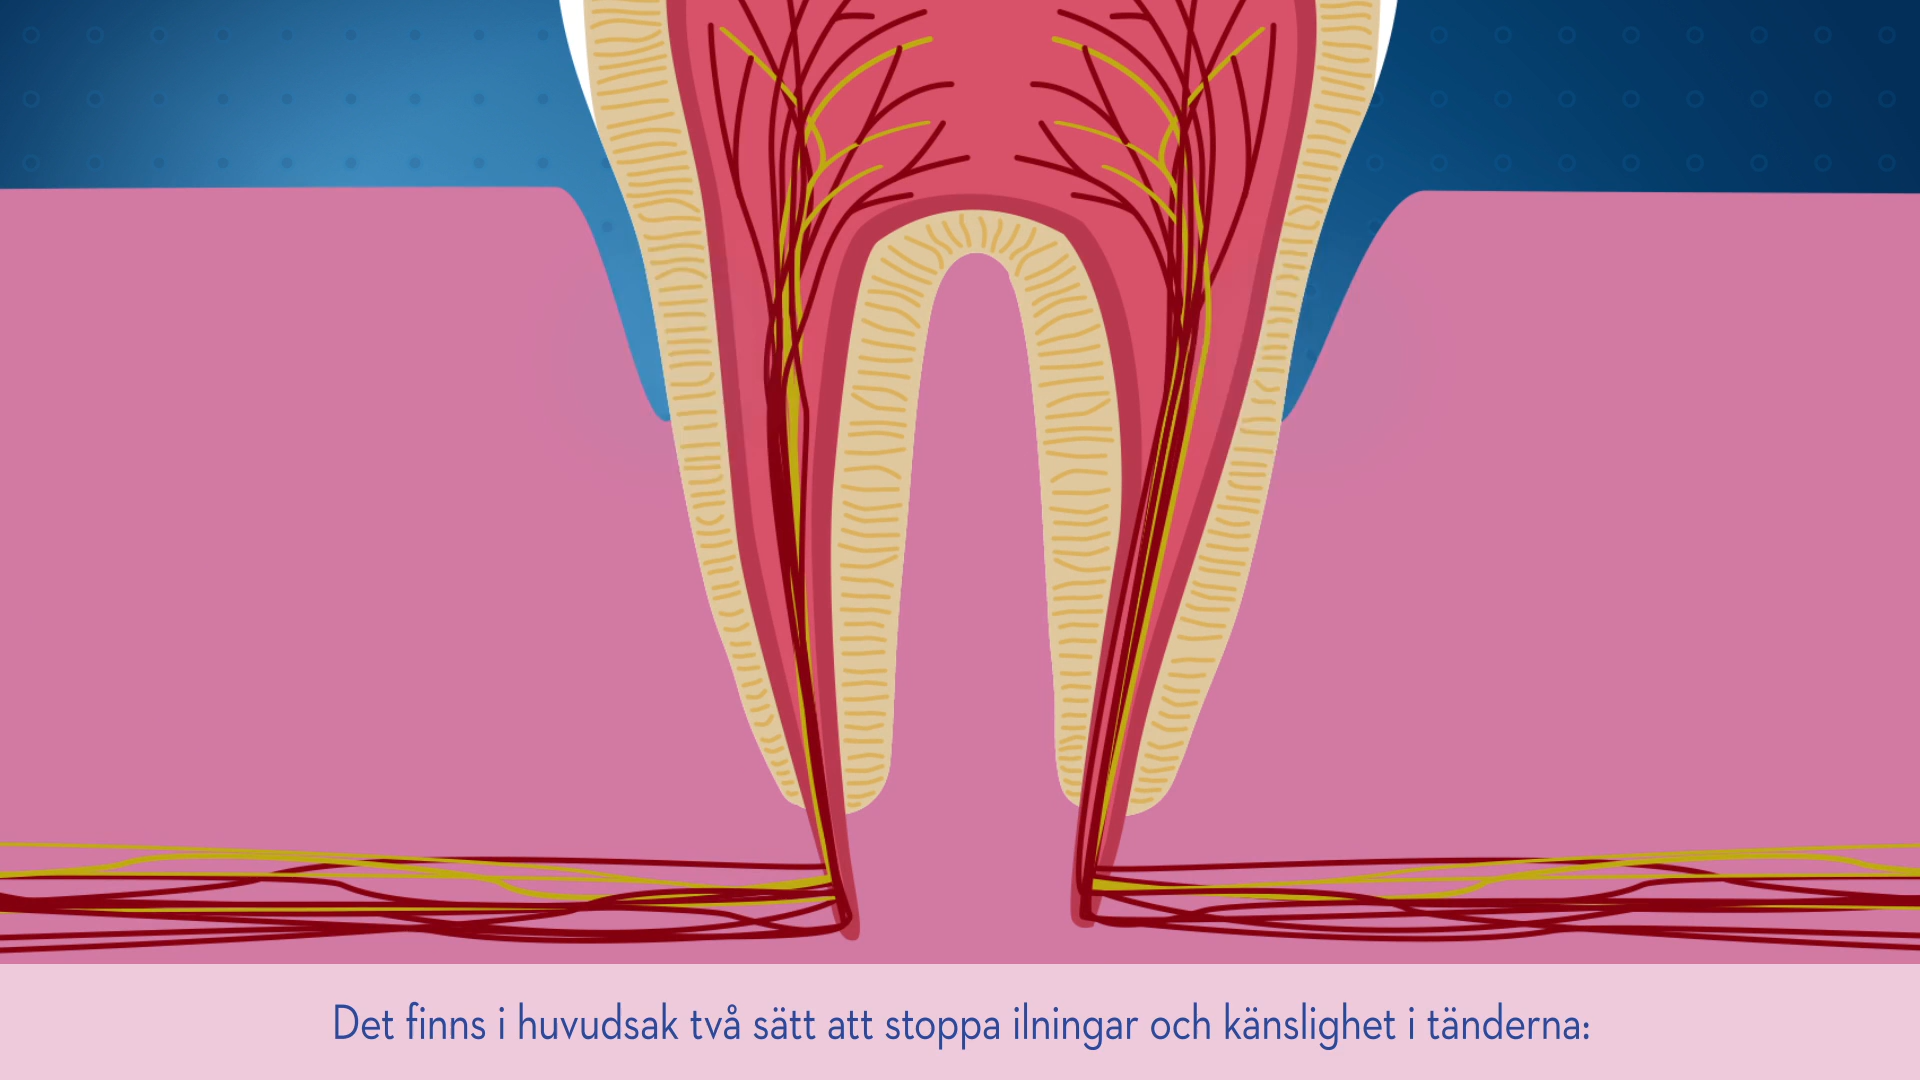 Det finns i huvudsak två sätt att stoppa ilningar och känslighet i tänderna: